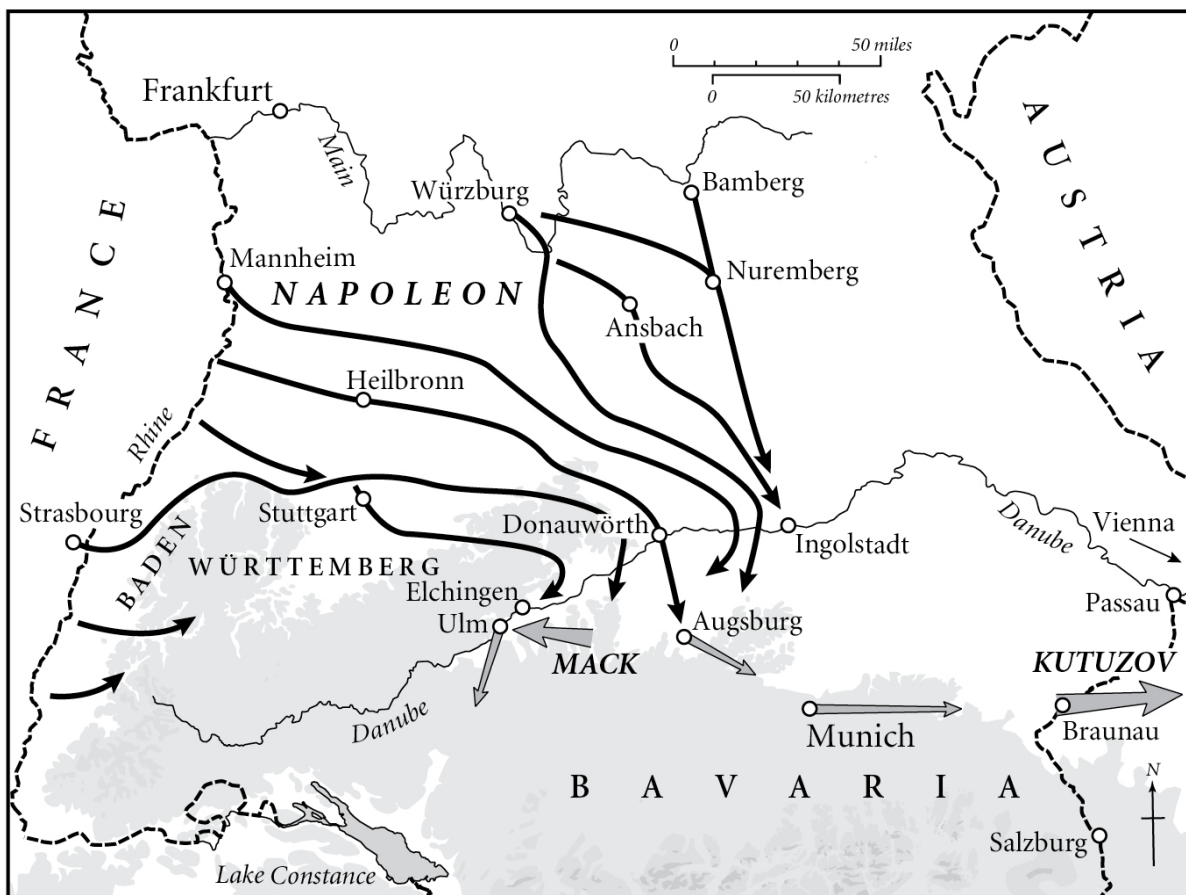 0 50 miles
0 50 kilometres
Frankfurt
Main
Würzburg
Bamberg
AUSTRIA
FRANCE
Mannheim
NAPOLEON
Nuremberg
Ansbach
Heilbronn
Rhine
Strasbourg
Stuttgart
Donauwörth
Ingolstadt
Danube
Vienna
BADEN
WÜRTTEMBERG
Elchingen
Ulm
Augsburg
Passau
MACK
KUTUZOV
Danube
Munich
Braunau
BAVARIA
N
Salzburg
Lake Constance